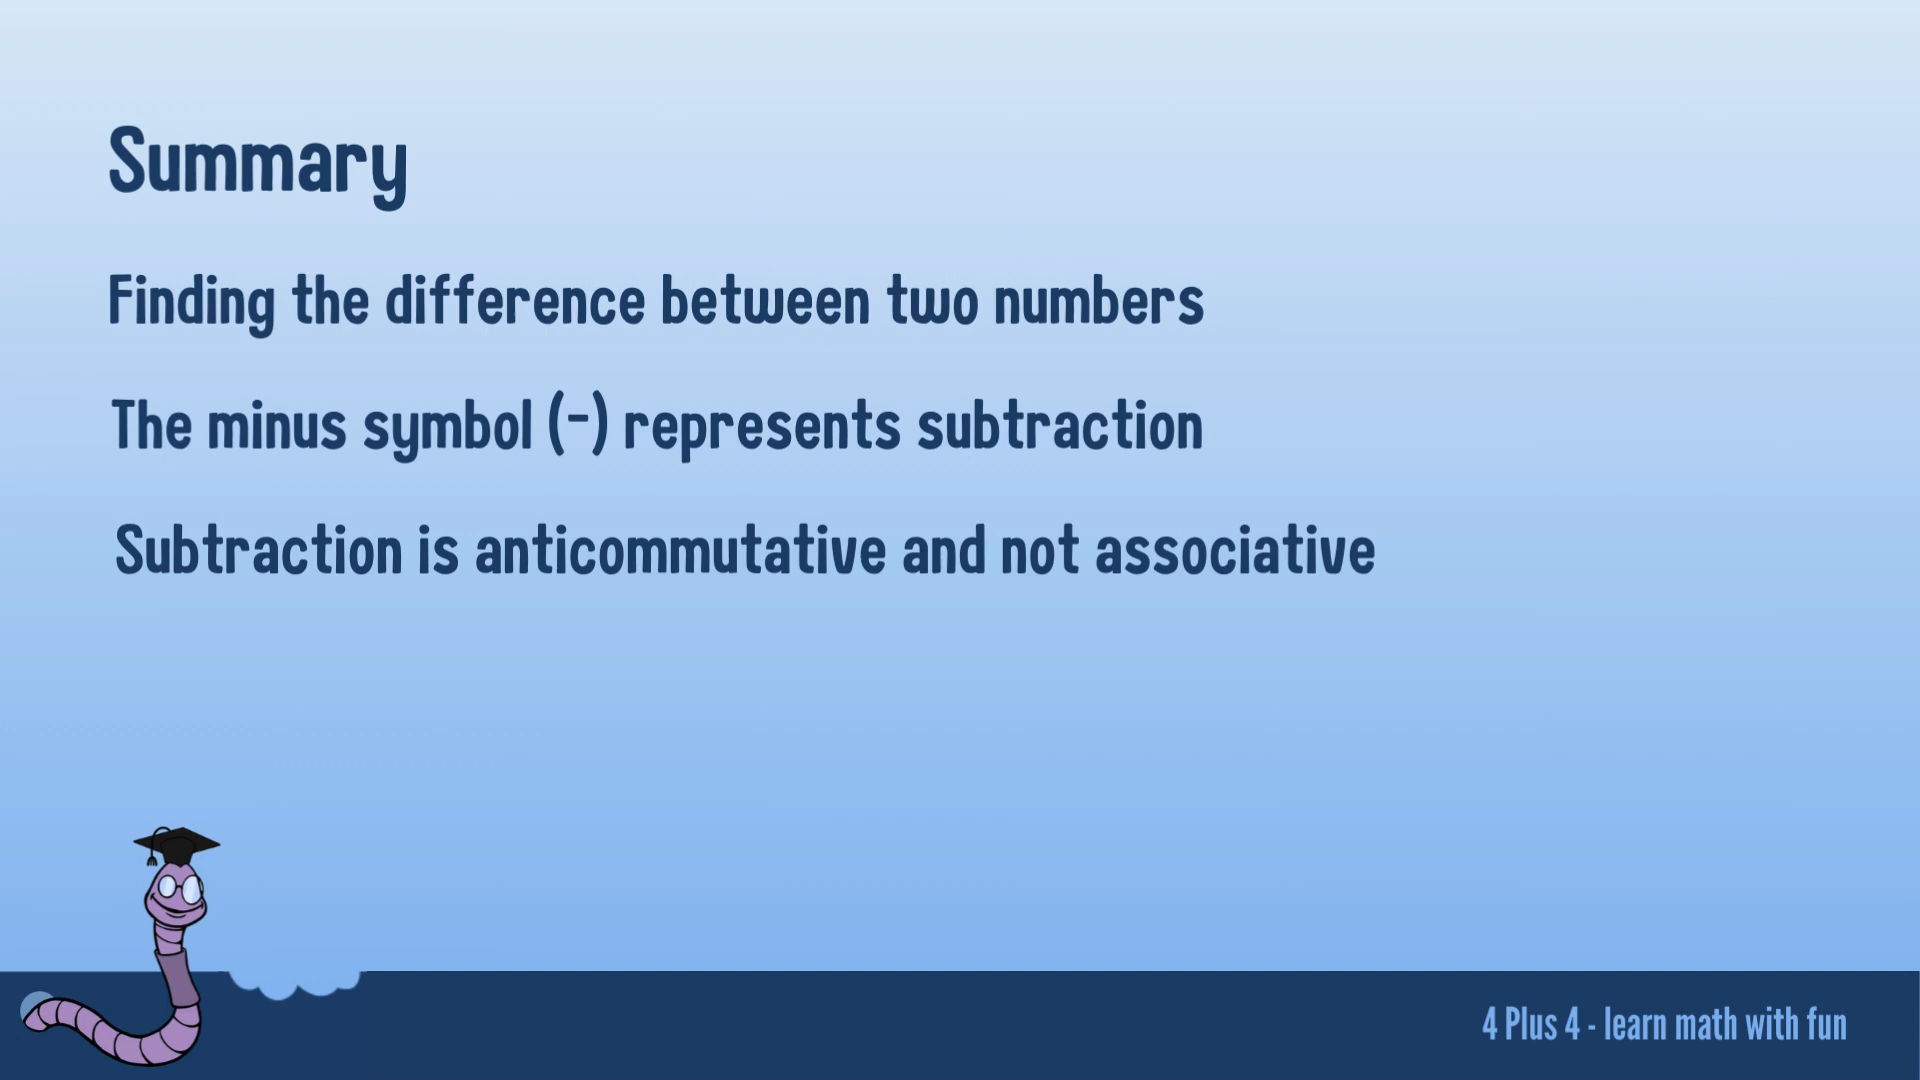 Summary
Finding the difference between two numbers
The minus symbol (-) represents subtraction
Subtraction is anticommutative and not associative
4 Plus 4 - learn math with fun